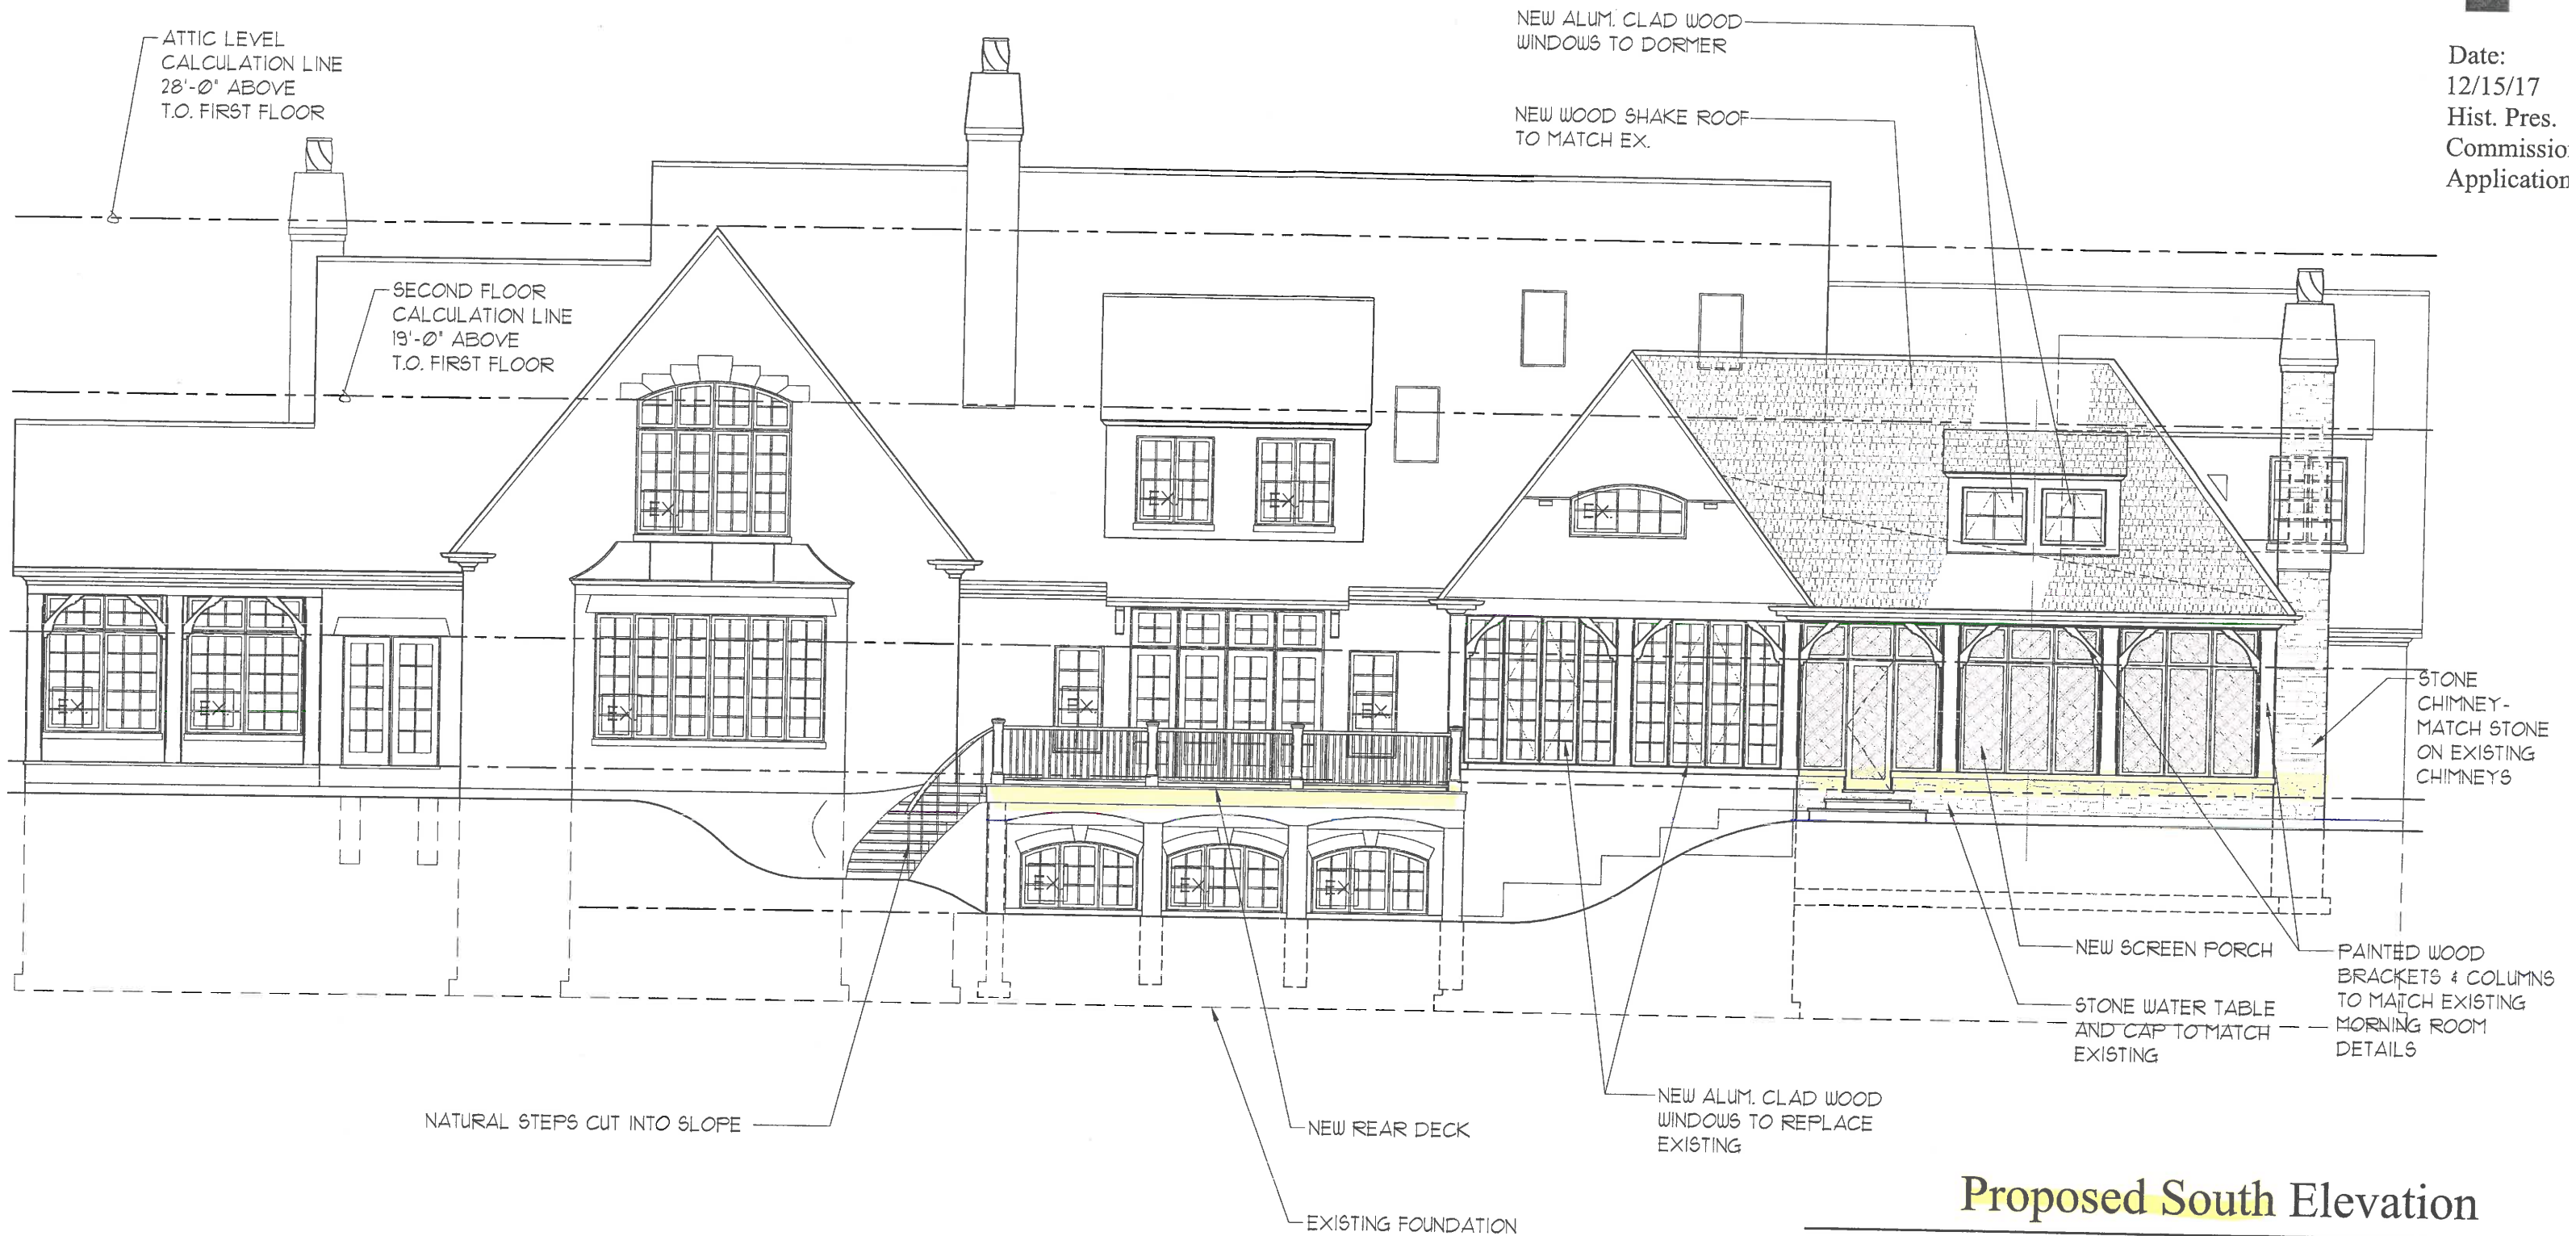 ATTIC LEVEL
CALCULATION LINE
28'-0" ABOVE
T.O. FIRST FLOOR
SECOND FLOOR
CALCULATION LINE
19'-0" ABOVE
T.O. FIRST FLOOR
NEW ALUM. CLAD WOOD
WINDOWS TO DORMER
NEW WOOD SHAKE ROOF
TO MATCH EX.
Date:
12/15/17
Hist. Pres.
Commissio
Application
EX.
EX.
EX.
EX.
EX.
EX.
EX.
EX.
EX.
EX.
EX.
EX.
STONE
CHIMNEY-
MATCH STONE
ON EXISTING
CHIMNEYS
NEW SCREEN PORCH
PAINTED WOOD
BRACKETS & COLUMNS
TO MATCH EXISTING
MORNING ROOM
DETAILS
STONE WATER TABLE
AND CAP TO MATCH
EXISTING
NEW ALUM. CLAD WOOD
WINDOWS TO REPLACE
EXISTING
NATURAL STEPS CUT INTO SLOPE
NEW REAR DECK
EXISTING FOUNDATION
Proposed South Elevation